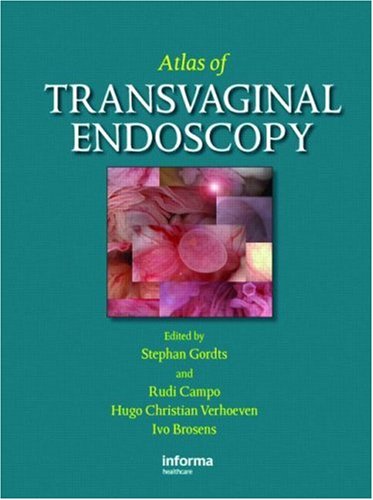 Atlas of
TRANSVAGINAL
ENDOSCOPY
Edited by
Stephan Gordts
and
Rudi Campo
Hugo Christian Verhoeven
Ivo Brosens
informa
healthcare